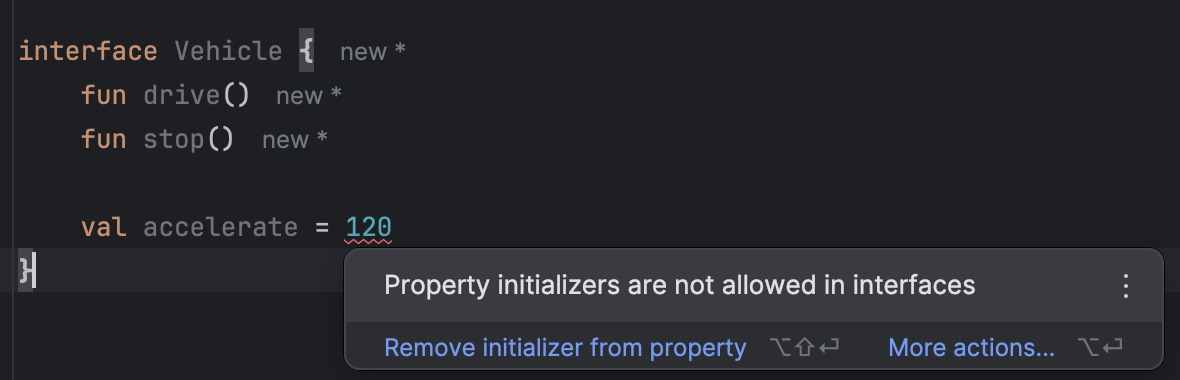 interface Vehicle { new *
fun drive() new *
fun stop() new *
val accelerate = 120
}
Property initializers are not allowed in interfaces
Remove initializer from property ⌥⇧⏎ More actions... ⌥⏎